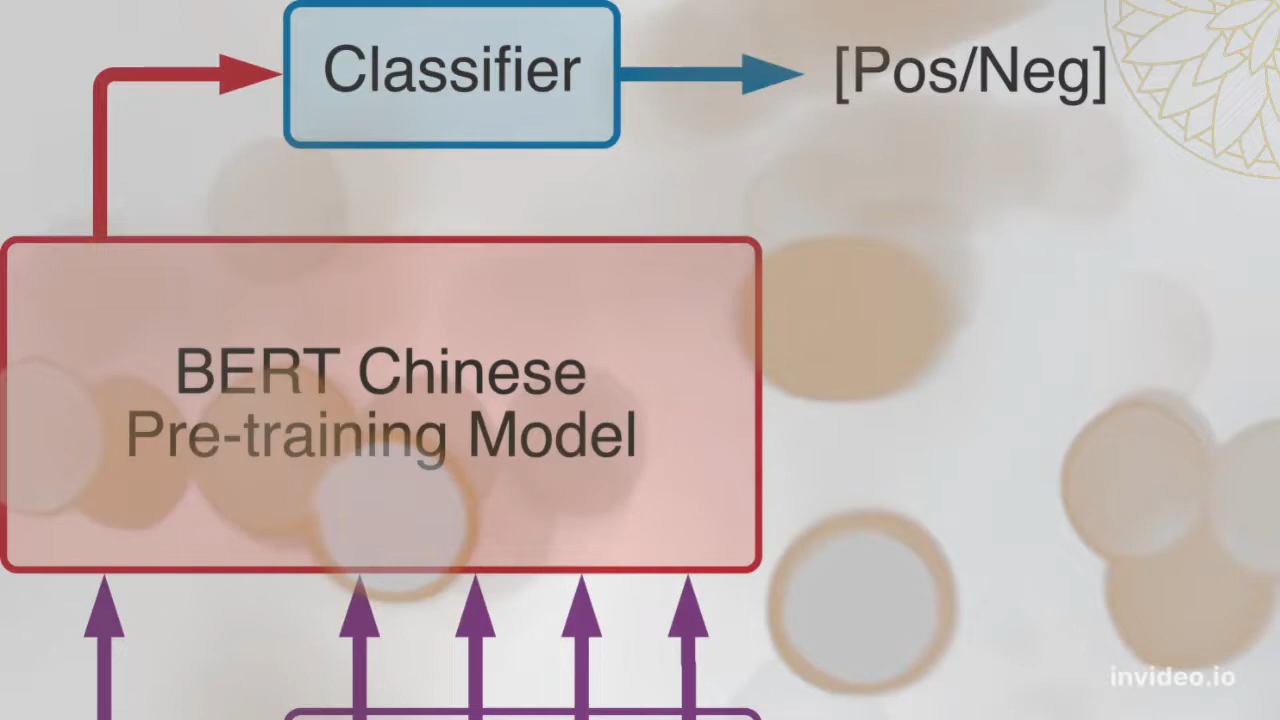 Classifier
[Pos/Neg]
BERT Chinese
Pre-training Model
invideo.io